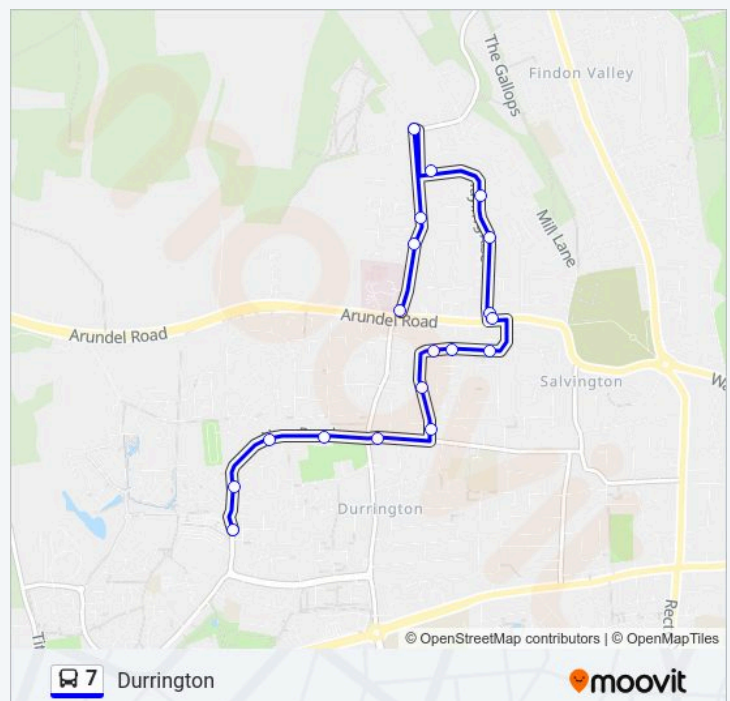 The Gallops
Findon Valley
Mill Lane
Arundel Road
Arundel Road
Salvington
Durrington
© OpenStreetMap contributors | © OpenMapTiles
7 Durrington
moovit